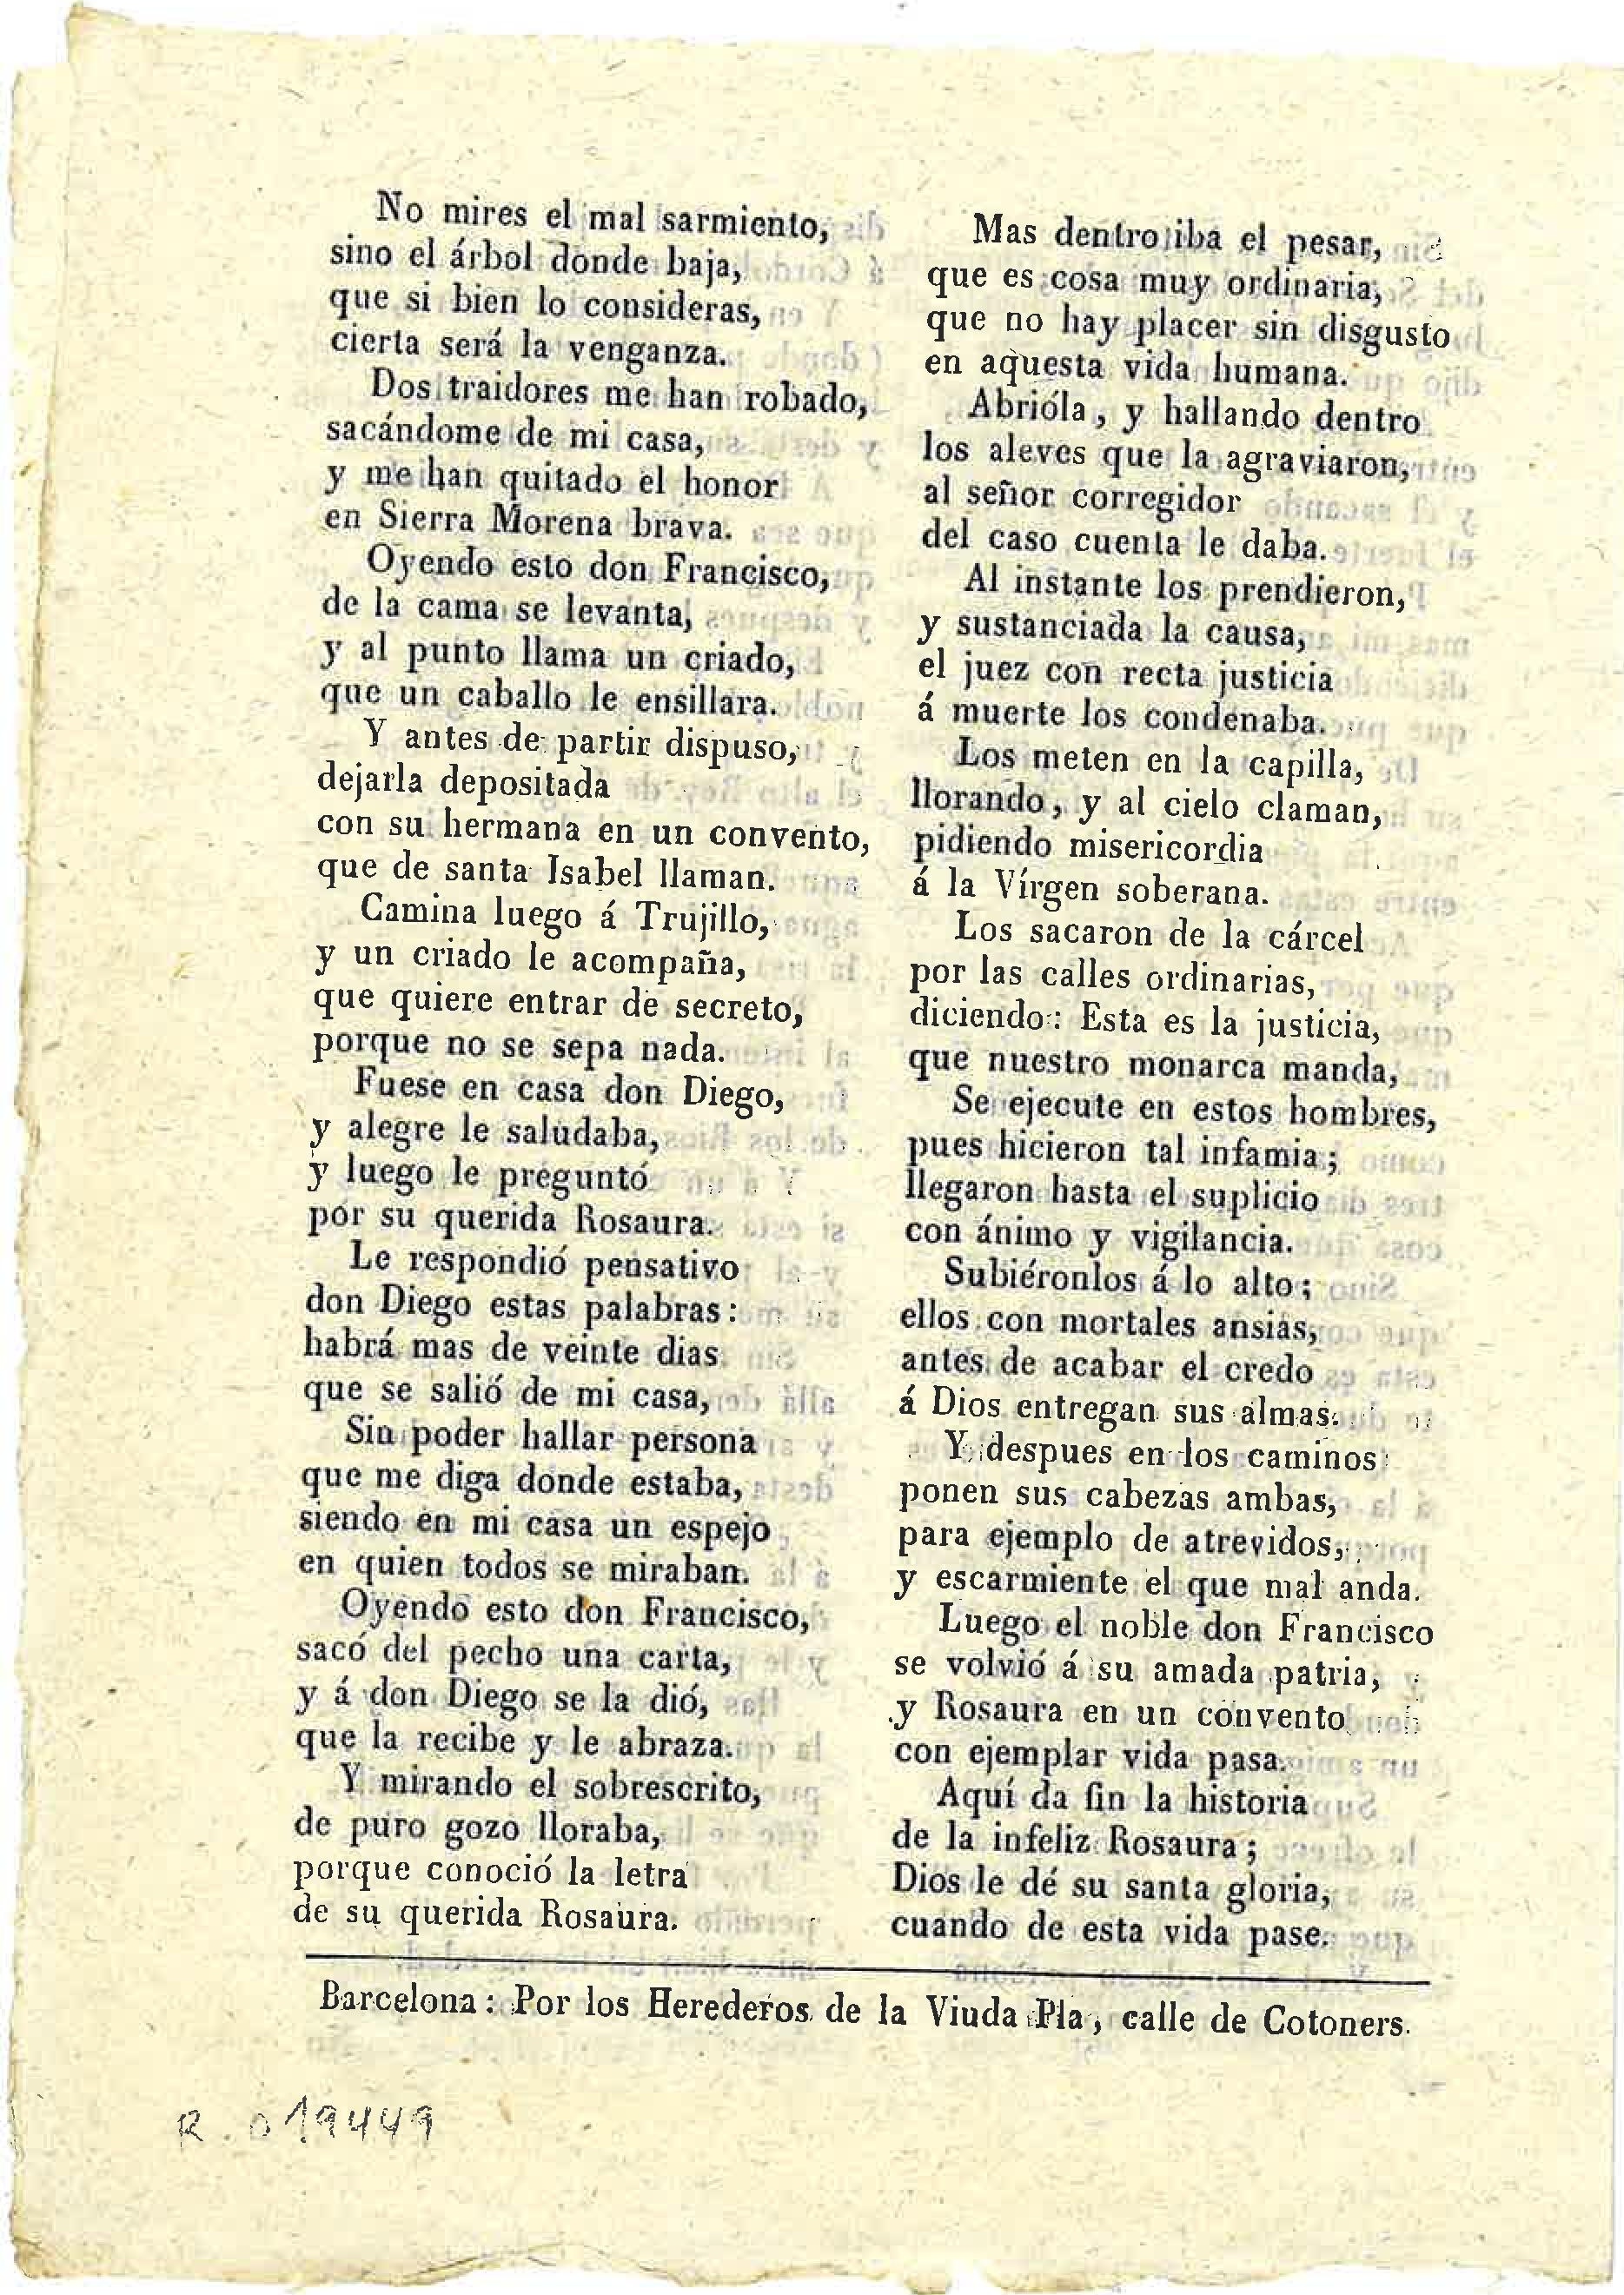 No mires el mal sarmiento,
sino el árbol donde baja,
que si bien lo consideras,
cierta será la venganza.
Dos traidores me han robado,
sacándome de mi casa,
y me han quitado el honor
en Sierra Morena brava.
Oyendo esto don Francisco,
de la cama se levanta,
y al punto llama un criado,
que un caballo le ensillara.
Y antes de partir dispuso,
dejarla depositada
con su hermana en un convento,
que de santa Isabel llaman.
Camina luego á Trujillo,
y un criado le acompaña,
que quiere entrar de secreto,
porque no se sepa nada.
Fuese en casa don Diego,
y alegre le saludaba,
y luego le preguntó
por su querida Rosaura.
Le respondió pensativo
don Diego estas palabras:
habrá mas de veinte dias
que se salió de mi casa,
Sin poder hallar persona
que me diga donde estaba,
siendo en mi casa un espejo
en quien todos se miraban.
Oyendo esto don Francisco,
sacó del pecho una carta,
y á don Diego se la dió,
que la recibe y le abraza.
Y mirando el sobrescrito,
de puro gozo lloraba,
porque conoció la letra
de su querida Rosaura.
Mas dentro iba el pesar,
que es cosa muy ordinaria,
que no hay placer sin disgusto
en aquesta vida humana.
Abrióla, y hallando dentro
los aleves que la agraviaron,
al señor corregidor
del caso cuenta le daba.
Al instante los prendieron,
y sustanciada la causa,
el juez con recta justicia
á muerte los condenaba.
Los meten en la capilla,
llorando, y al cielo claman,
pidiendo misericordia
á la Vírgen soberana.
Los sacaron de la cárcel
por las calles ordinarias,
diciendo: Esta es la justicia,
que nuestro monarca manda,
Se ejecute en estos hombres,
pues hicieron tal infamia;
llegaron hasta el suplicio
con ánimo y vigilancia.
Subiéronlos á lo alto;
ellos con mortales ansias,
antes de acabar el credo
á Dios entregan sus almas.
Y despues en los caminos
ponen sus cabezas ambas,
para ejemplo de atrevidos,
y escarmiente el que mal anda.
Luego el noble don Francisco
se volvió á su amada patria,
y Rosaura en un convento
con ejemplar vida pasa.
Aquí da fin la historia
de la infeliz Rosaura;
Dios le dé su santa gloria,
cuando de esta vida pase.
Barcelona: Por los Herederos de la Viuda Pla, calle de Cotoners.
R. 019449